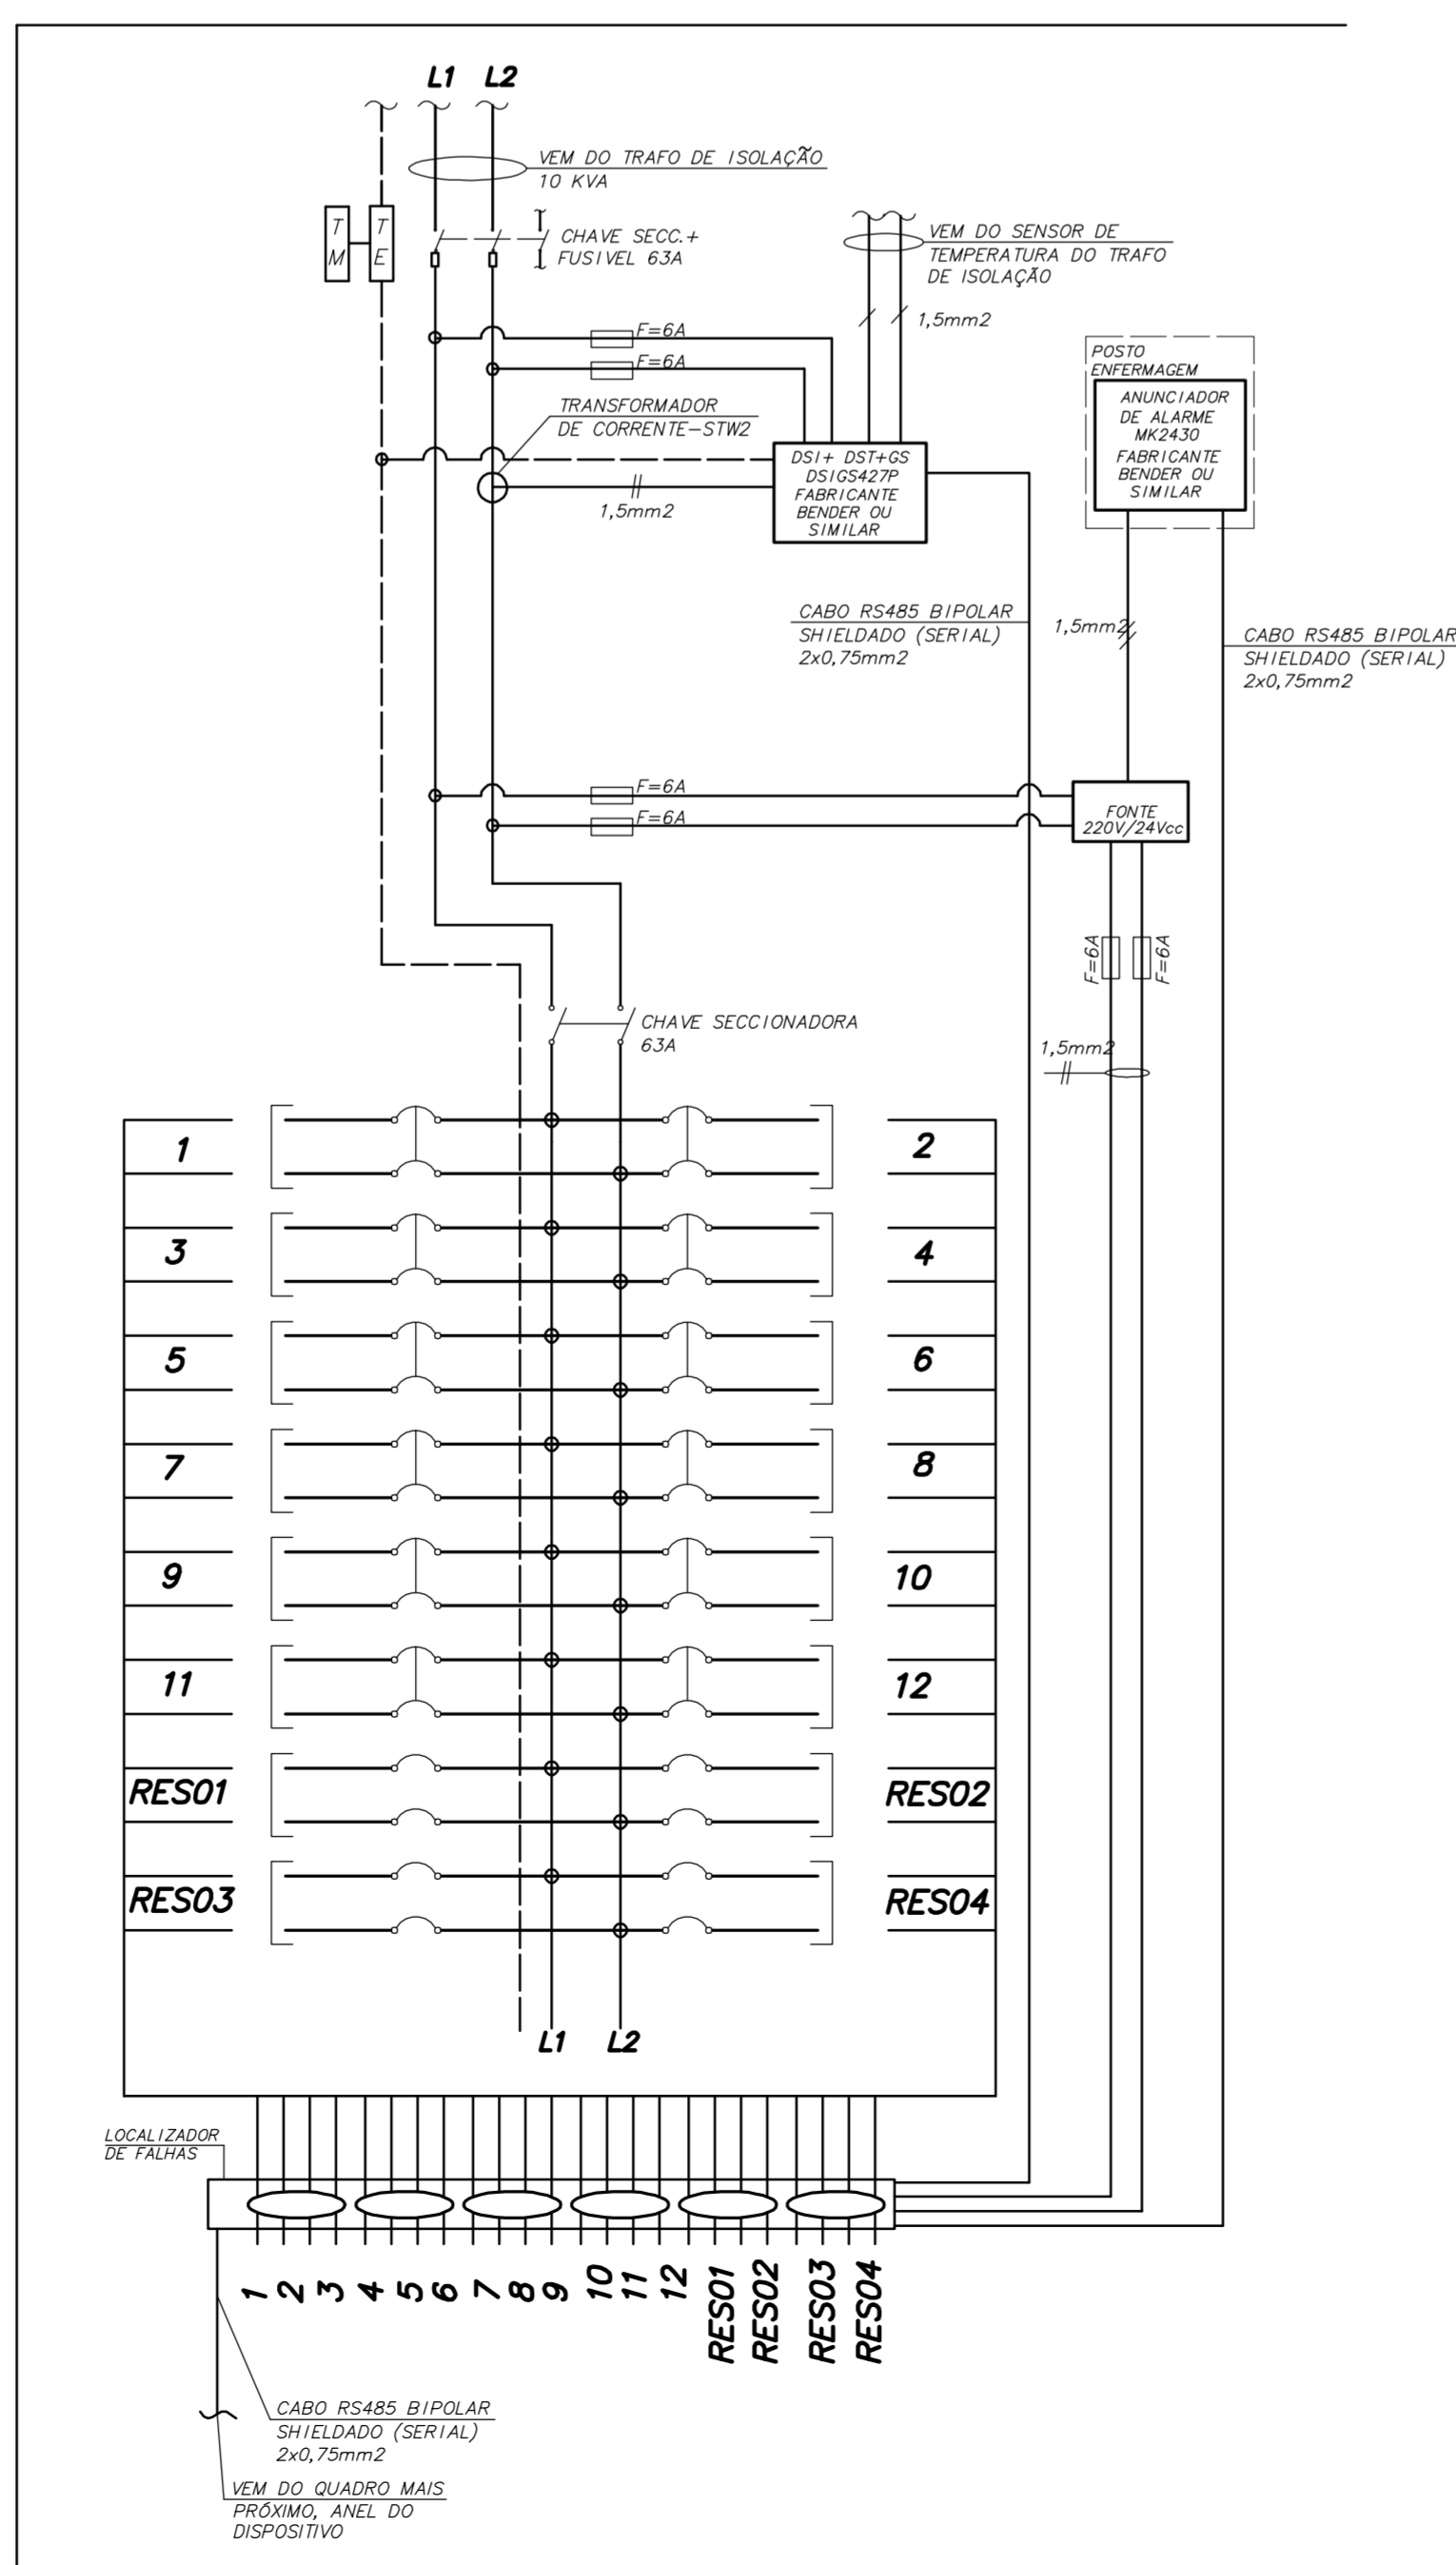 L1 L2
VEM DO TRAFO DE ISOLAÇÃO
10 KVA
T
M
T
E
CHAVE SECC.+
FUSIVEL 63A
VEM DO SENSOR DE
TEMPERATURA DO TRAFO
DE ISOLAÇÃO
1,5mm2
F=6A
F=6A
POSTO
ENFERMAGEM
ANUNCIADOR
DE ALARME
MK2430
FABRICANTE
BENDER OU
SIMILAR
TRANSFORMADOR
DE CORRENTE-STW2
1,5mm2
DSI+ DST+GS
DSIGS427P
FABRICANTE
BENDER OU
SIMILAR
CABO RS485 BIPOLAR
SHIELDADO (SERIAL)
2x0,75mm2
1,5mm2
CABO RS485 BIPOLAR
SHIELDADO (SERIAL)
2x0,75mm2
F=6A
F=6A
FONTE
220V/24Vcc
F=6A
F=6A
CHAVE SECCIONADORA
63A
1,5mm2
1 2
3 4
5 6
7 8
9 10
11 12
RES01 RES02
RES03 RES04
L1 L2
LOCALIZADOR
DE FALHAS
1 2 3 4 5 6 7 8 9 10 11 12 RES01 RES02 RES03 RES04
CABO RS485 BIPOLAR
SHIELDADO (SERIAL)
2x0,75mm2
VEM DO QUADRO MAIS
PRÓXIMO, ANEL DO
DISPOSITIVO